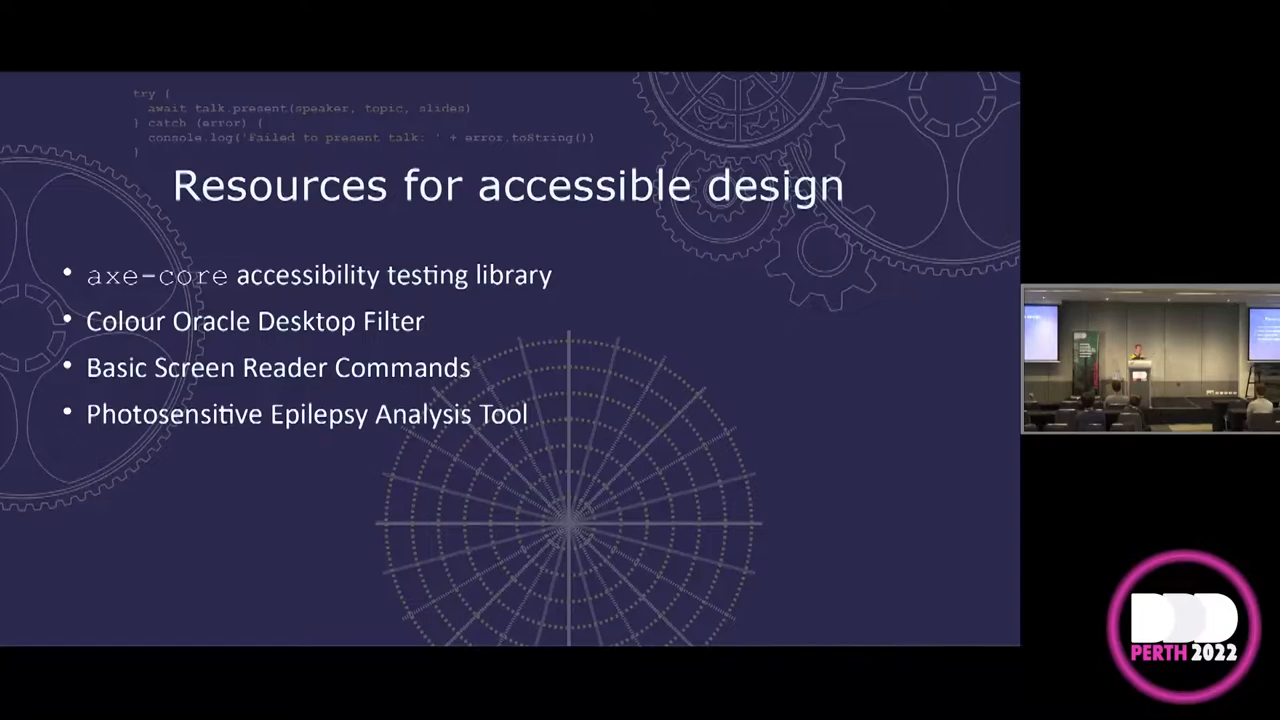 try {
await talk.present(speaker, topic, slides)
} catch (error) {
console.log('Failed to present talk: ' + error.toString())
}
Resources for accessible design
• axe-core accessibility testing library
• Colour Oracle Desktop Filter
• Basic Screen Reader Commands
• Photosensitive Epilepsy Analysis Tool
DDD
PERTH 2022